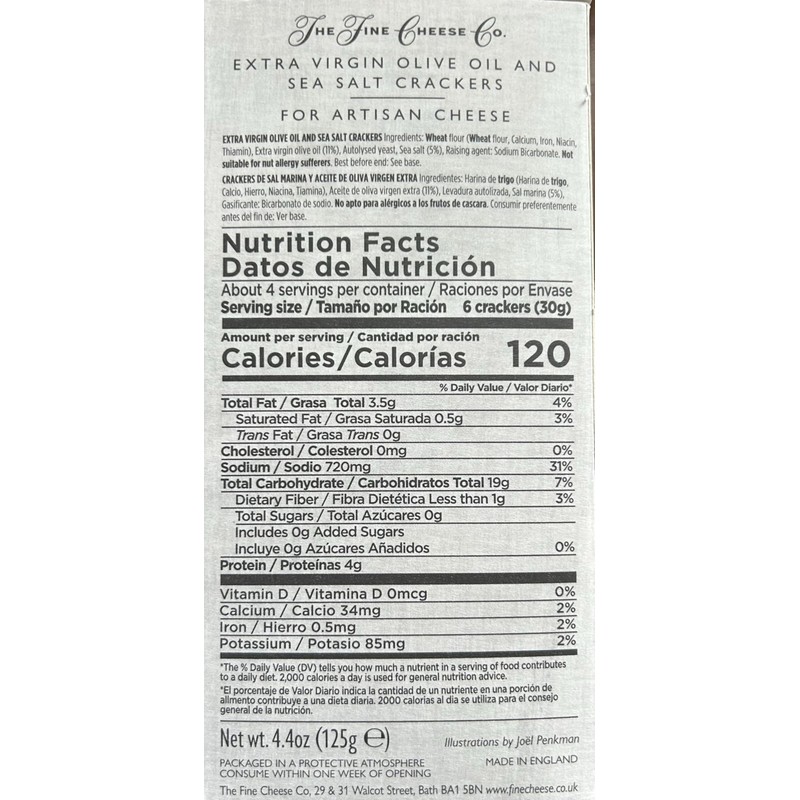 THE FINE CHEESE CO.
EXTRA VIRGIN OLIVE OIL AND
SEA SALT CRACKERS
FOR ARTISAN CHEESE
EXTRA VIRGIN OLIVE OIL AND SEA SALT CRACKERS Ingredients: Wheat flour (Wheat flour, Calcium, Iron, Niacin,
Thiamin), Extra virgin olive oil (11%), Autolysed yeast, Sea salt (5%), Raising agent: Sodium Bicarbonate. Not
suitable for nut allergy sufferers. Best before end: See base.
CRACKERS DE SAL MARINA Y ACEITE DE OLIVA VIRGEN EXTRA Ingredientes: Harina de trigo (Harina de trigo,
Calcio, Hierro, Niacina, Tiamina), Aceite de oliva virgen extra (11%), Levadura autolizada, Sal marina (5%),
Gasificante: Bicarbonato de sodio. No apto para alérgicos a los frutos de cascara. Consumir preferentemente
antes del fin de: Ver base.
Nutrition Facts
Datos de Nutrición
About 4 servings per container / Raciones por Envase
Serving size / Tamaño por Ración 6 crackers (30g)
Amount per serving / Cantidad por ración
Calories/Calorías 120
% Daily Value / Valor Diario*
Total Fat / Grasa Total 3.5g 4%
Saturated Fat / Grasa Saturada 0.5g 3%
Trans Fat / Grasa Trans 0g
Cholesterol / Colesterol 0mg 0%
Sodium / Sodio 720mg 31%
Total Carbohydrate / Carbohidratos Total 19g 7%
Dietary Fiber / Fibra Dietética Less than 1g 3%
Total Sugars / Total Azúcares 0g
Includes 0g Added Sugars
Incluye 0g Azúcares Añadidos 0%
Protein / Proteínas 4g
Vitamin D / Vitamina D 0mcg 0%
Calcium / Calcio 34mg 2%
Iron / Hierro 0.5mg 2%
Potassium / Potasio 85mg 2%
*The % Daily Value (DV) tells you how much a nutrient in a serving of food contributes
to a daily diet. 2,000 calories a day is used for general nutrition advice.
*El porcentaje de Valor Diario indica la cantidad de un nutriente en una porción de
alimento contribuye a una dieta diaria. 2000 calorias al dia se utiliza para el consejo
general de la nutrición.
Net wt. 4.4oz (125g ℮)
Illustrations by Joël Penkman
PACKAGED IN A PROTECTIVE ATMOSPHERE
CONSUME WITHIN ONE WEEK OF OPENING
MADE IN ENGLAND
The Fine Cheese Co, 29 & 31 Walcot Street, Bath BA1 5BN www.finecheese.co.uk